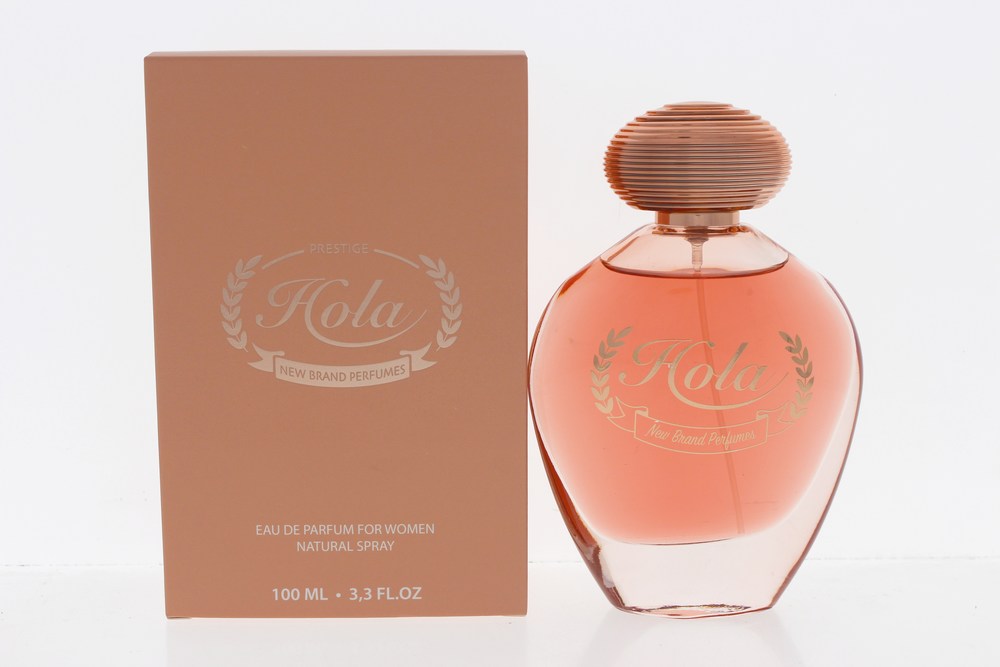 PRESTIGE
Hola
NEW BRAND PERFUMES
EAU DE PARFUM FOR WOMEN
NATURAL SPRAY
100 ML • 3,3 FL.OZ
Hola
New Brand Perfumes